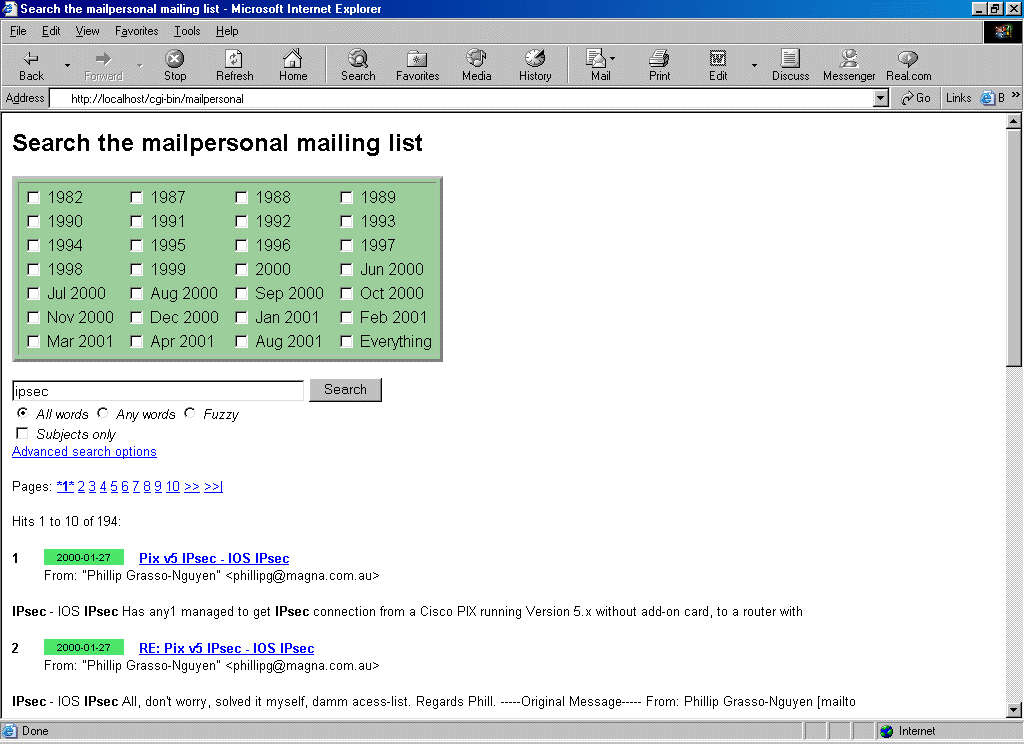 Search the mailpersonal mailing list - Microsoft Internet Explorer
File Edit View Favorites Tools Help
Back Forward Stop Refresh Home Search Favorites Media History Mail Print Edit Discuss Messenger Real.com
Address http://localhost/cgi-bin/mailpersonal Go Links B »
Search the mailpersonal mailing list
1982 1987 1988 1989
1990 1991 1992 1993
1994 1995 1996 1997
1998 1999 2000 Jun 2000
Jul 2000 Aug 2000 Sep 2000 Oct 2000
Nov 2000 Dec 2000 Jan 2001 Feb 2001
Mar 2001 Apr 2001 Aug 2001 Everything
ipsec Search
All words Any words Fuzzy
Subjects only
Advanced search options
Pages: *1* 2 3 4 5 6 7 8 9 10 >> >>|
Hits 1 to 10 of 194:
1 2000-01-27 Pix v5 IPsec - IOS IPsec
From: "Phillip Grasso-Nguyen" <phillipg@magna.com.au>
IPsec - IOS IPsec Has any1 managed to get IPsec connection from a Cisco PIX running Version 5.x without add-on card, to a router with
2 2000-01-27 RE: Pix v5 IPsec - IOS IPsec
From: "Phillip Grasso-Nguyen" <phillipg@magna.com.au>
IPsec - IOS IPsec All, don't worry, solved it myself, damm acess-list. Regards Phill. -----Original Message----- From: Phillip Grasso-Nguyen [mailto
Done Internet